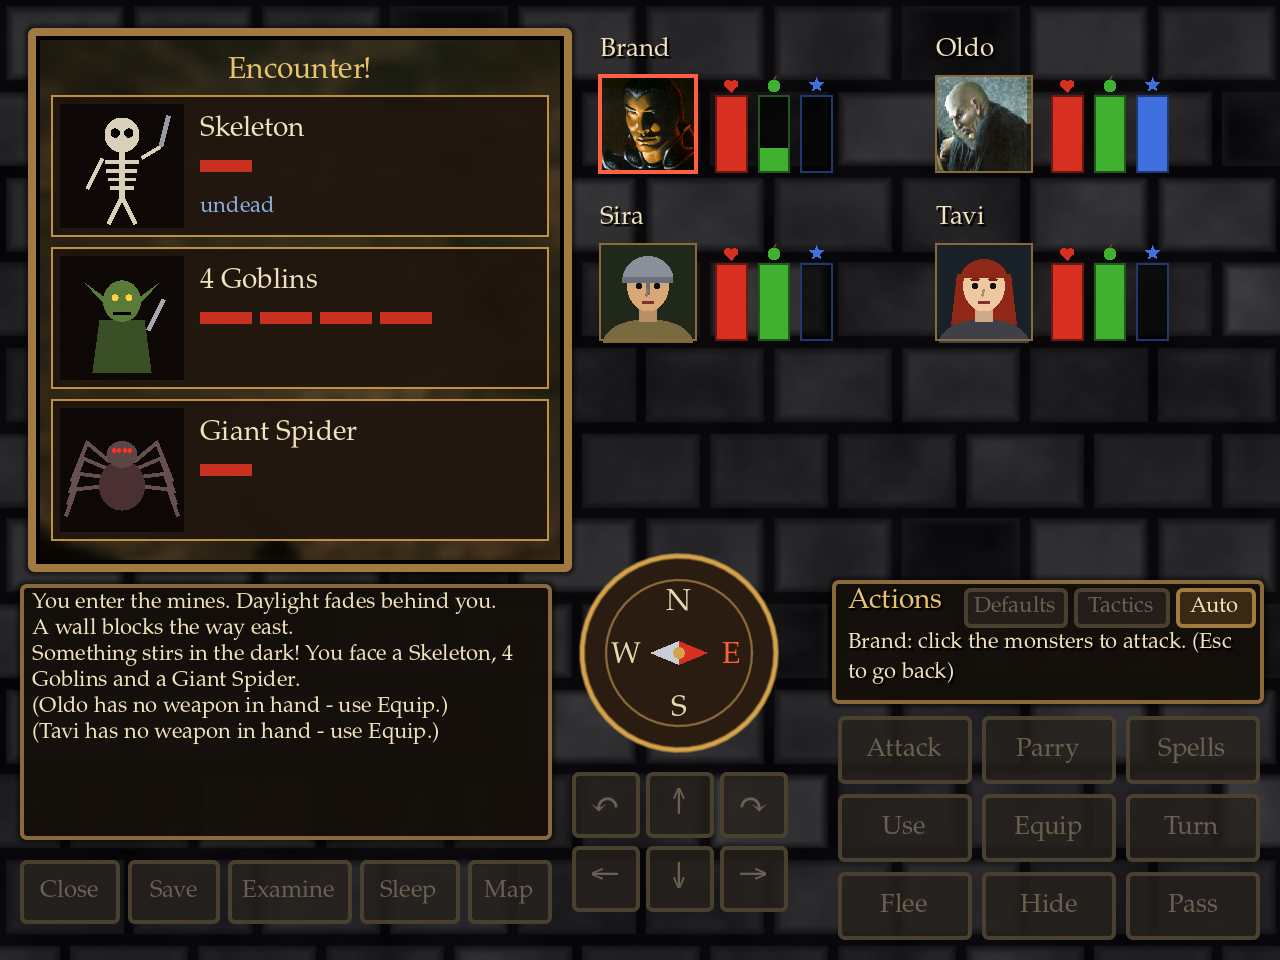 Encounter!
Skeleton
undead
4 Goblins
Giant Spider
Brand
Oldo
Sira
Tavi
You enter the mines. Daylight fades behind you.
A wall blocks the way east.
Something stirs in the dark! You face a Skeleton, 4
Goblins and a Giant Spider.
(Oldo has no weapon in hand - use Equip.)
(Tavi has no weapon in hand - use Equip.)
N
W E
S
Actions Defaults Tactics Auto
Brand: click the monsters to attack. (Esc
to go back)
Attack Parry Spells
Use Equip Turn
Flee Hide Pass
Close Save Examine Sleep Map